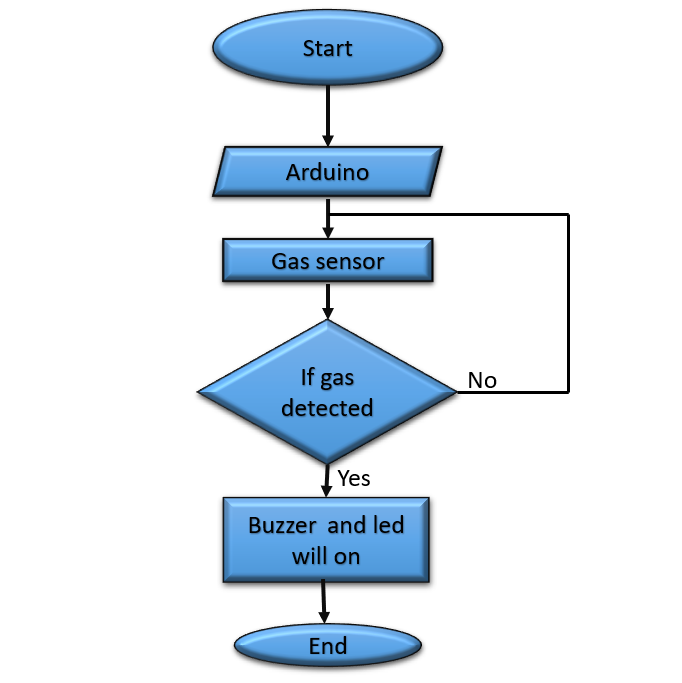 Start
Arduino
Gas sensor
If gas
detected
No
Yes
Buzzer  and led
will on
End